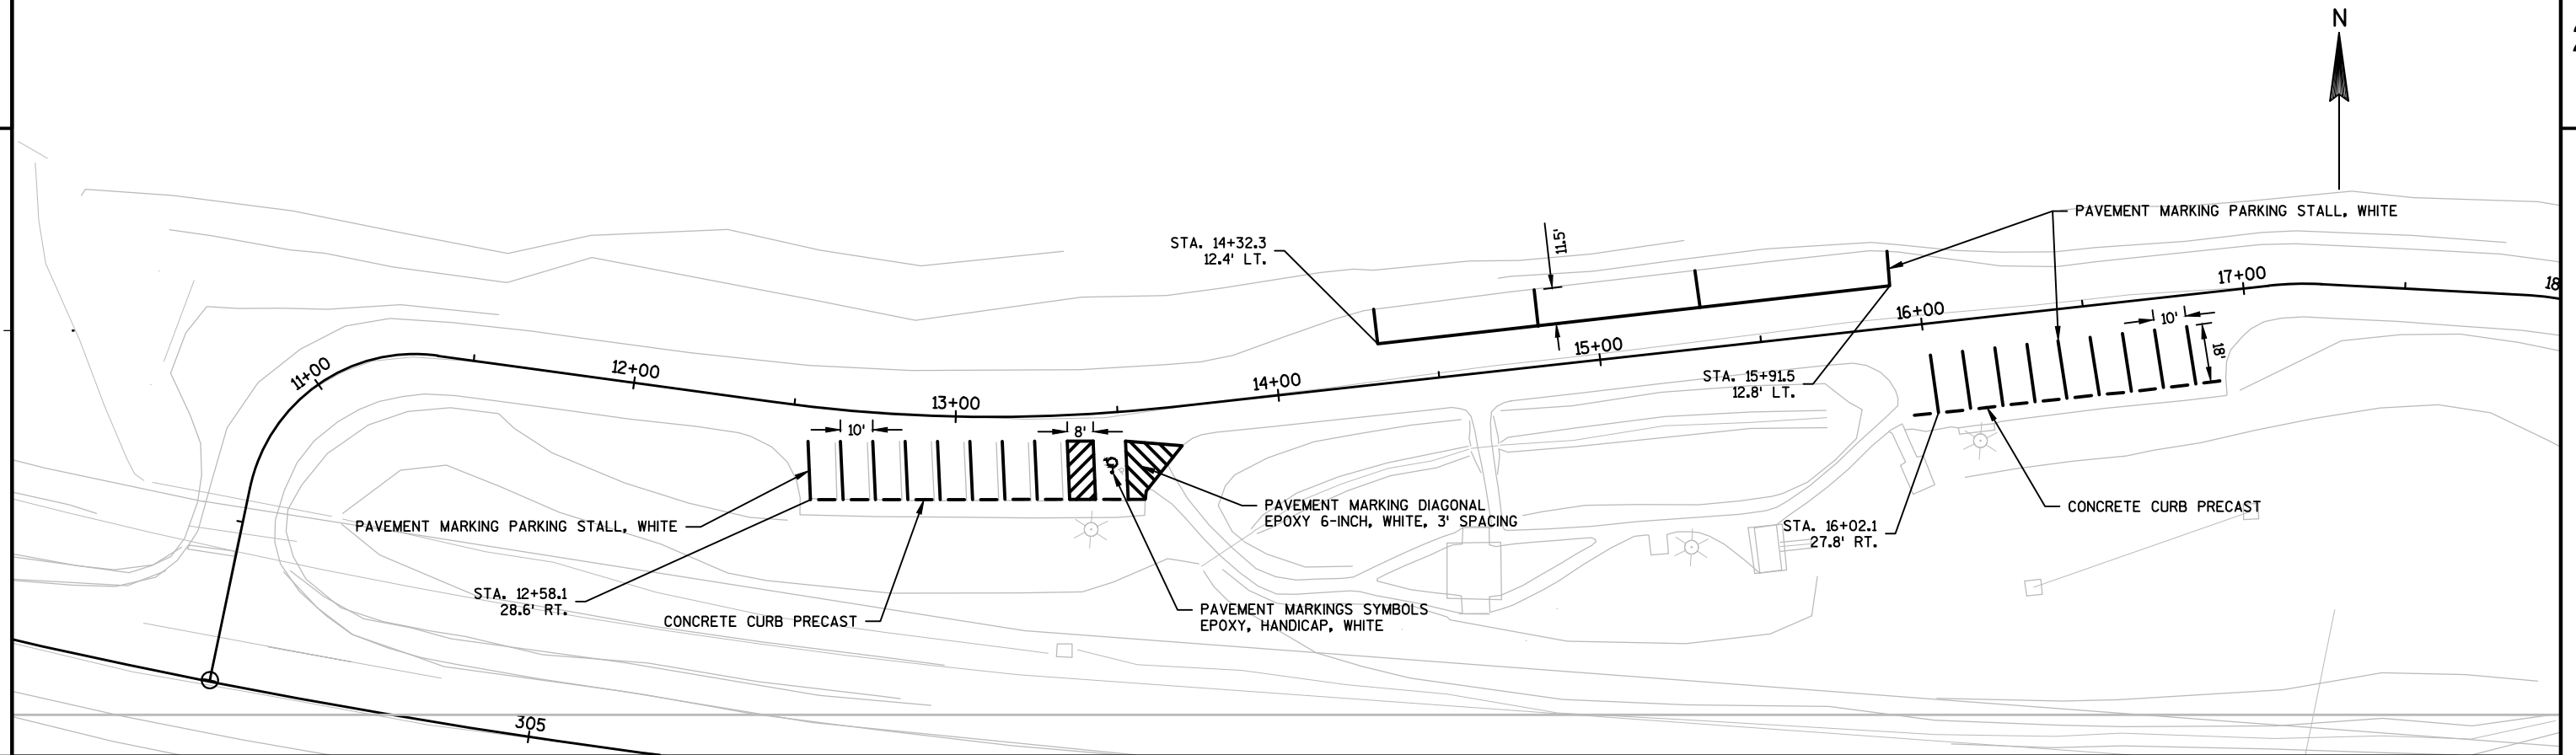 N
PAVEMENT MARKING PARKING STALL, WHITE
STA. 14+32.3
12.4' LT.
11.5'
11+00
12+00
13+00
14+00
15+00
16+00
17+00
18
10'
18'
STA. 15+91.5
12.8' LT.
10'
8'
PAVEMENT MARKING PARKING STALL, WHITE
PAVEMENT MARKING DIAGONAL
EPOXY 6-INCH, WHITE, 3' SPACING
CONCRETE CURB PRECAST
STA. 16+02.1
27.8' RT.
STA. 12+58.1
28.6' RT.
CONCRETE CURB PRECAST
PAVEMENT MARKINGS SYMBOLS
EPOXY, HANDICAP, WHITE
305